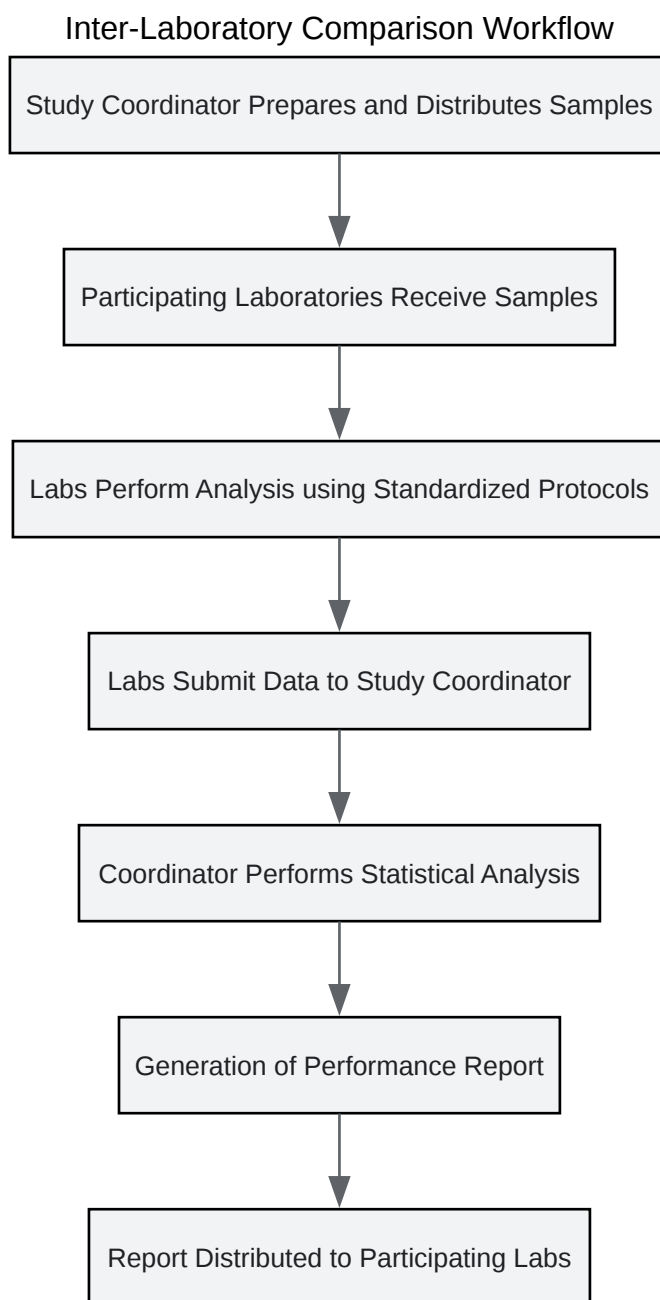 Inter-Laboratory Comparison Workflow
Study Coordinator Prepares and Distributes Samples
Participating Laboratories Receive Samples
Labs Perform Analysis using Standardized Protocols
Labs Submit Data to Study Coordinator
Coordinator Performs Statistical Analysis
Generation of Performance Report
Report Distributed to Participating Labs